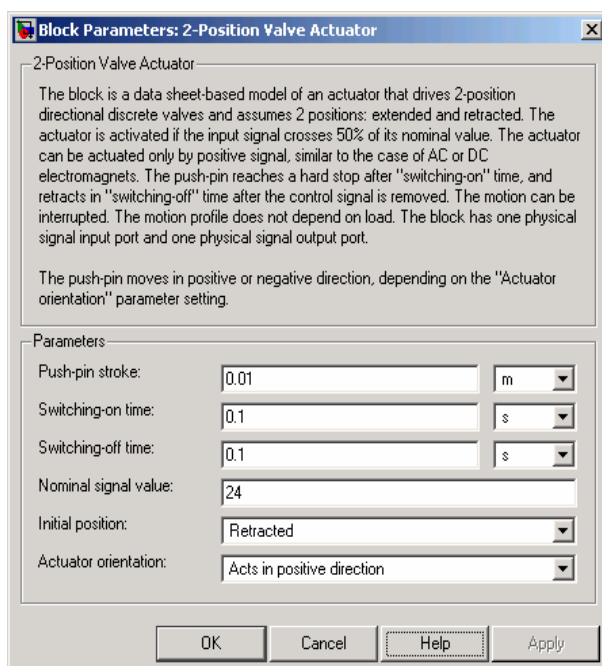 Block Parameters: 2-Position Valve Actuator
2-Position Valve Actuator
The block is a data sheet-based model of an actuator that drives 2-position
directional discrete valves and assumes 2 positions: extended and retracted. The
actuator is activated if the input signal crosses 50% of its nominal value. The actuator
can be actuated only by positive signal, similar to the case of AC or DC
electromagnets. The push-pin reaches a hard stop after "switching-on" time, and
retracts in "switching-off" time after the control signal is removed. The motion can be
interrupted. The motion profile does not depend on load. The block has one physical
signal input port and one physical signal output port.
The push-pin moves in positive or negative direction, depending on the "Actuator
orientation" parameter setting.
Parameters
Push-pin stroke: 0.01 m
Switching-on time: 0.1 s
Switching-off time: 0.1 s
Nominal signal value: 24
Initial position: Retracted
Actuator orientation: Acts in positive direction
OK Cancel Help Apply